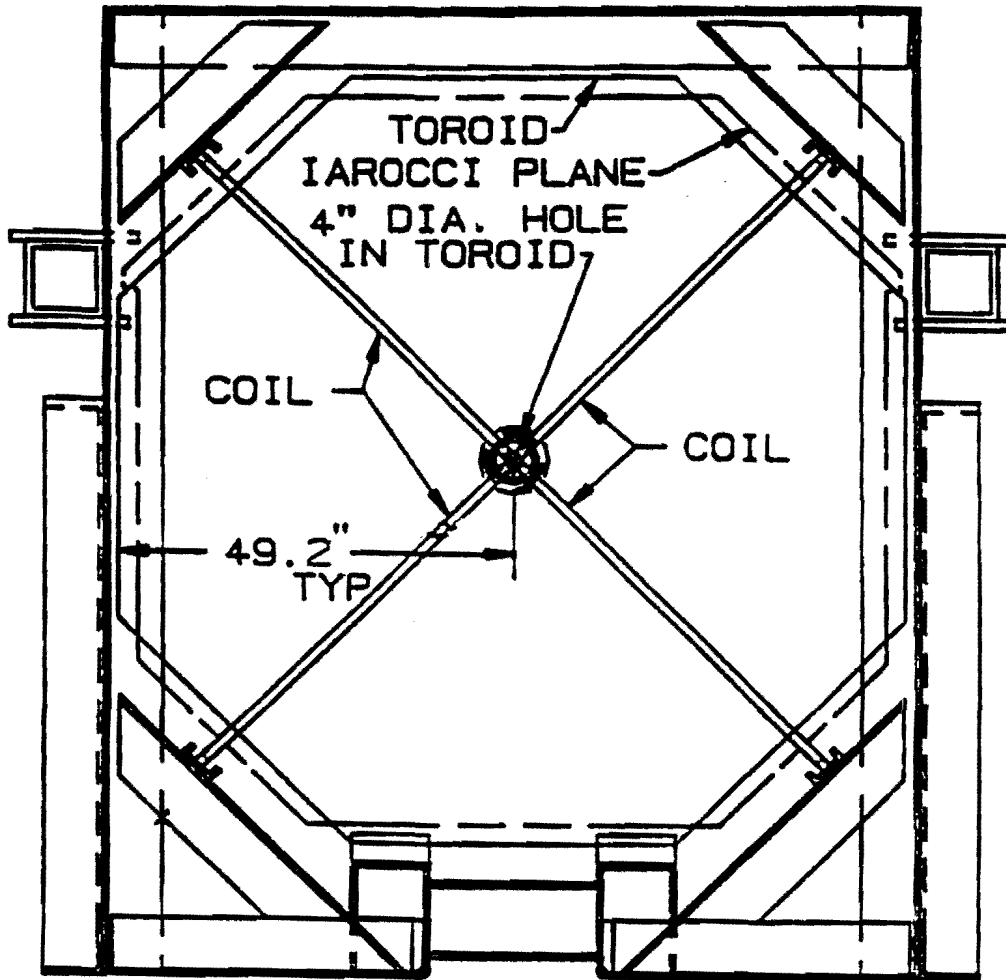 TOROID
IAROCCI PLANE
4" DIA. HOLE
IN TOROID
COIL
COIL
49.2"
TYP